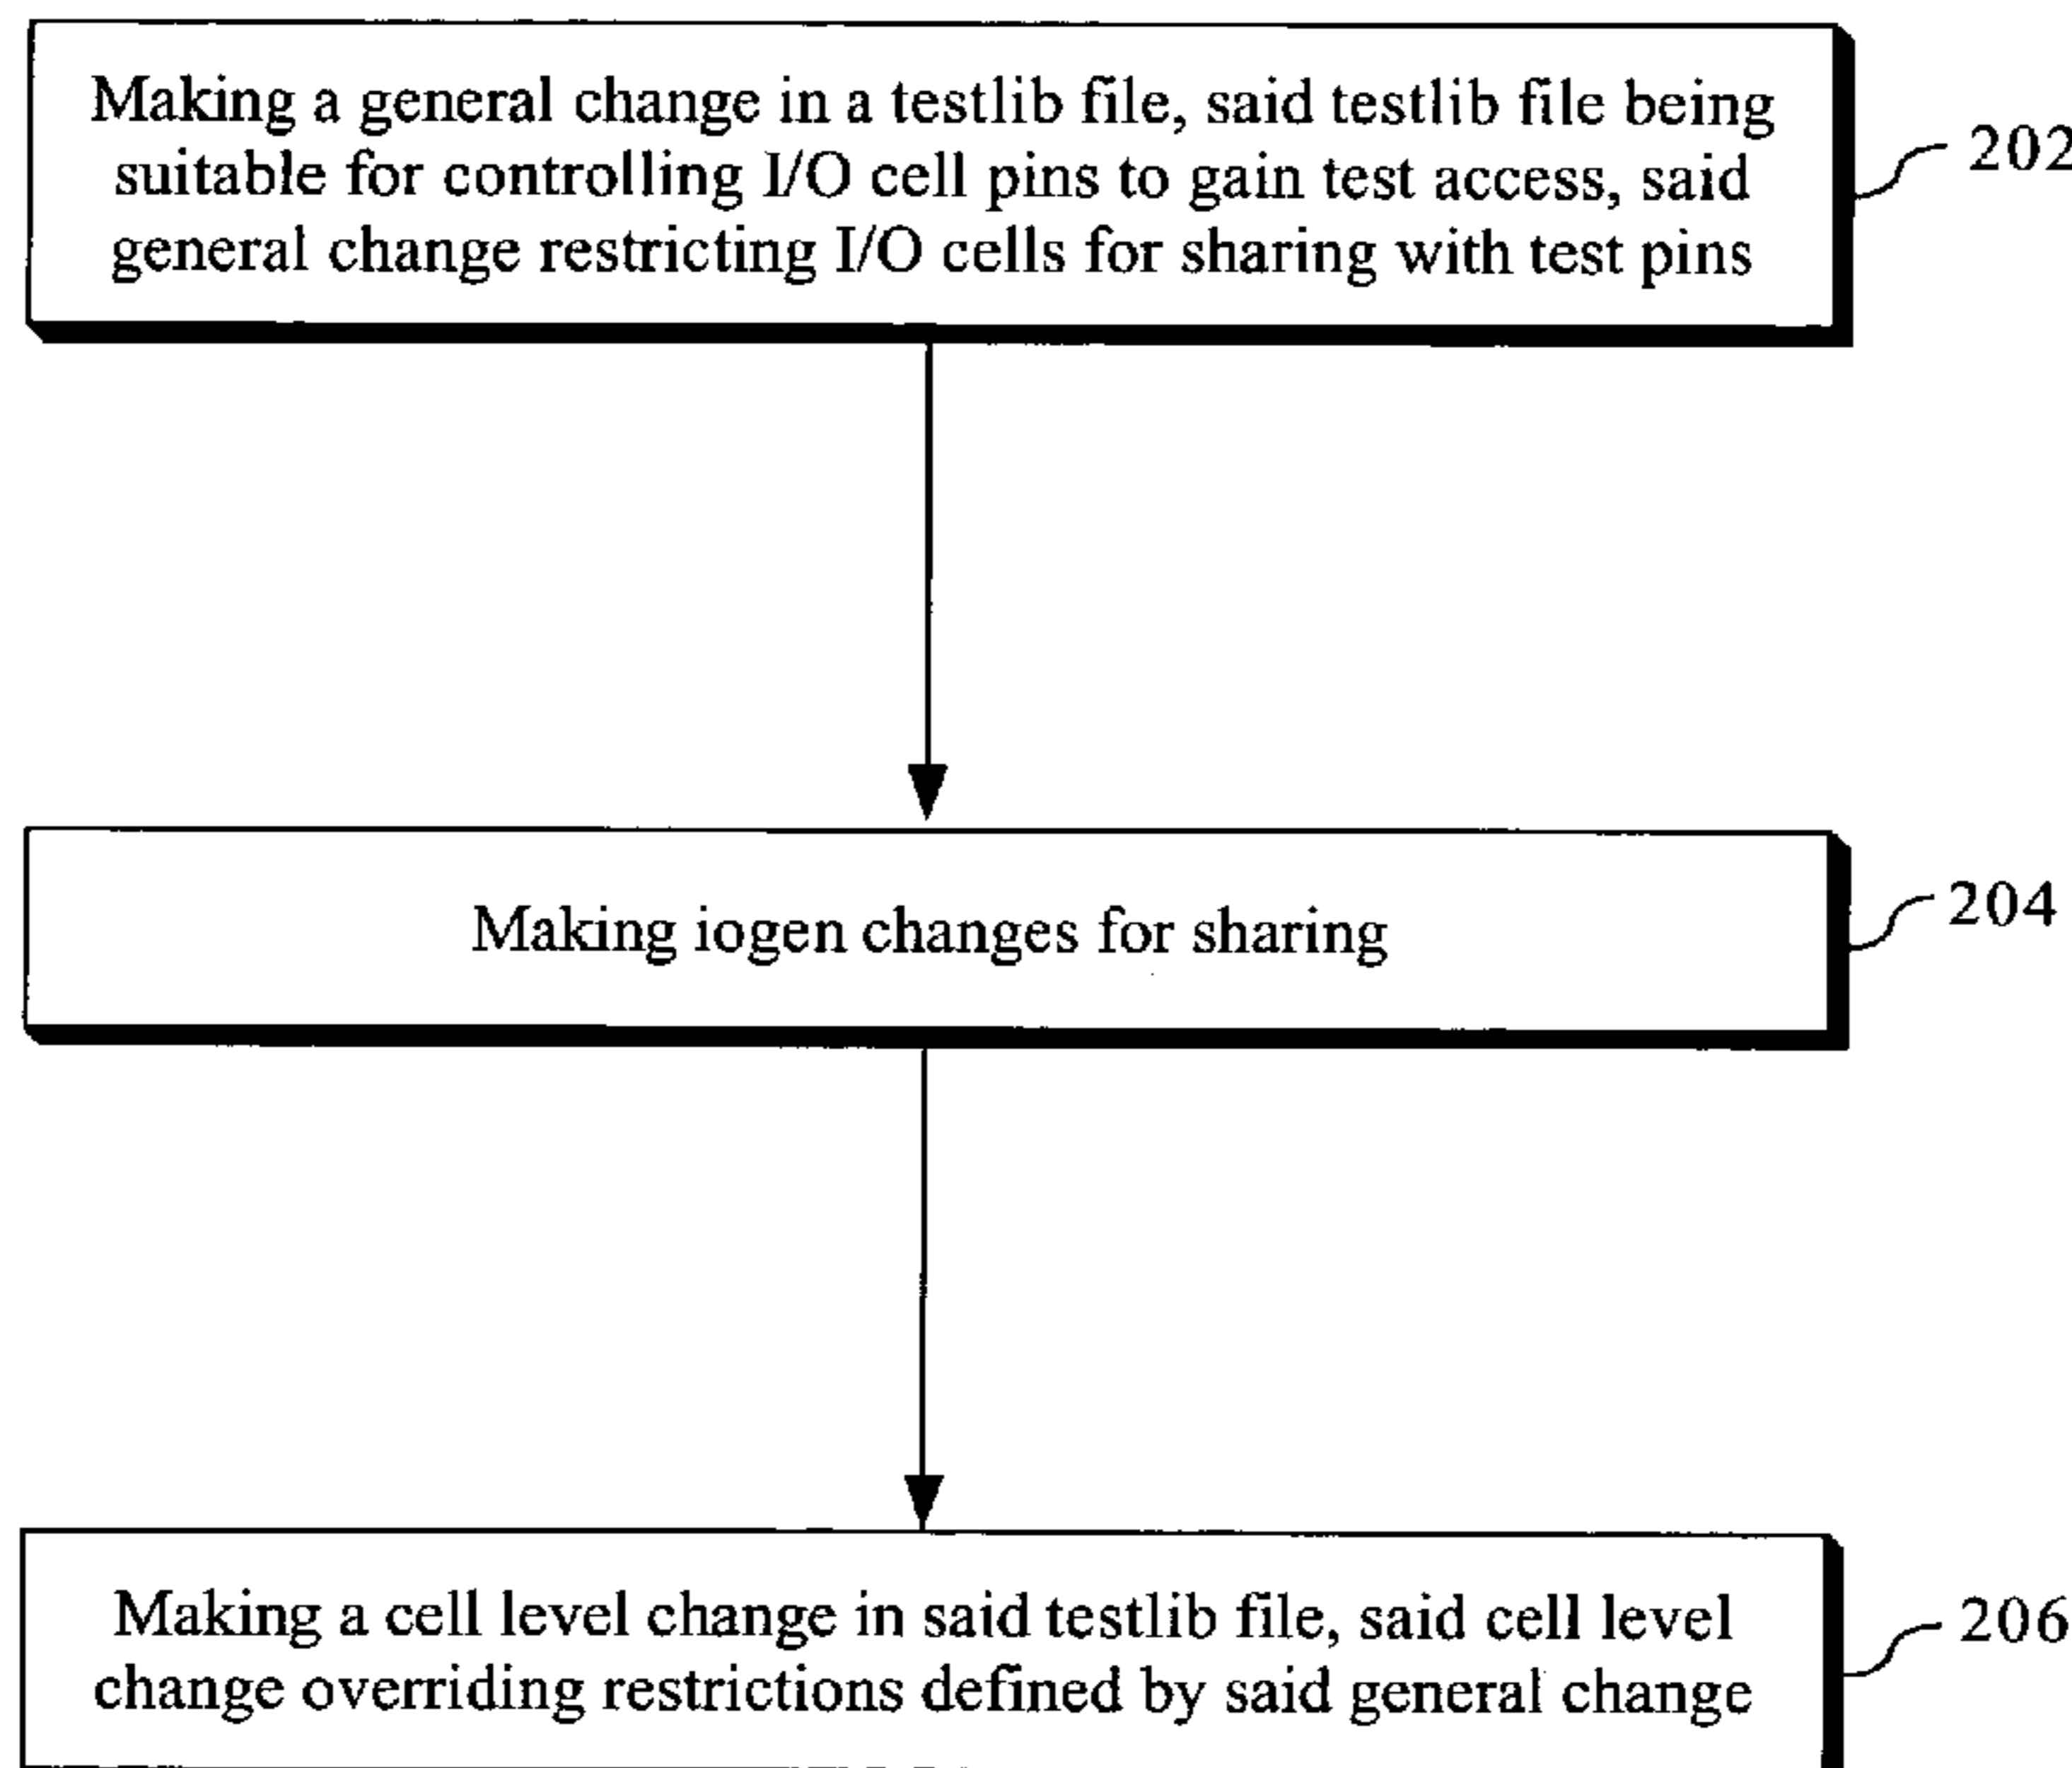 Making a general change in a testlib file, said testlib file being
suitable for controlling I/O cell pins to gain test access, said
general change restricting I/O cells for sharing with test pins
202
Making iogen changes for sharing
204
Making a cell level change in said testlib file, said cell level
change overriding restrictions defined by said general change
206